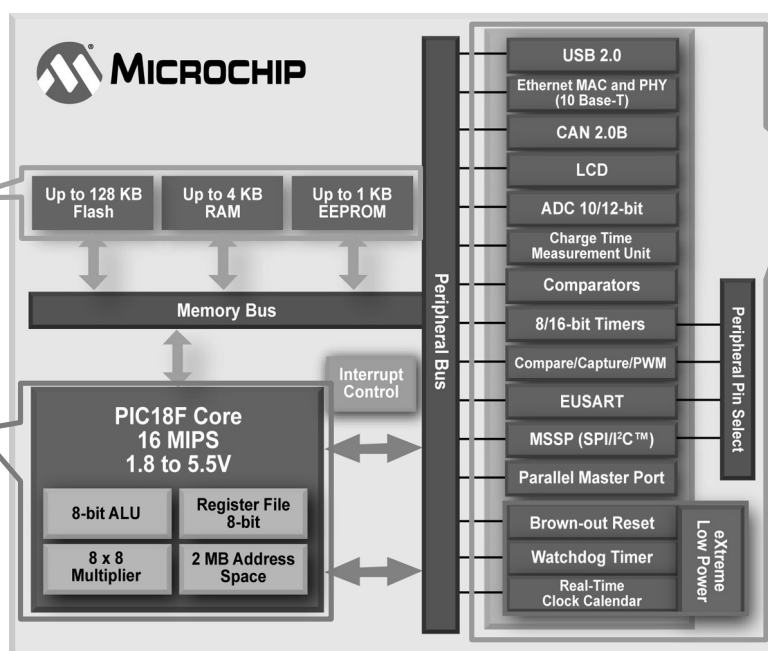 MICROCHIP
®
Up to 128 KB
Flash
Up to 4 KB
RAM
Up to 1 KB
EEPROM
Memory Bus
Interrupt
Control
PIC18F Core
16 MIPS
1.8 to 5.5V
8-bit ALU
Register File
8-bit
8 x 8
Multiplier
2 MB Address
Space
Peripheral Bus
USB 2.0
Ethernet MAC and PHY
(10 Base-T)
CAN 2.0B
LCD
ADC 10/12-bit
Charge Time
Measurement Unit
Comparators
8/16-bit Timers
Compare/Capture/PWM
EUSART
MSSP (SPI/I²C™)
Parallel Master Port
Brown-out Reset
Watchdog Timer
Real-Time
Clock Calendar
eXtreme
Low Power
Peripheral Pin Select